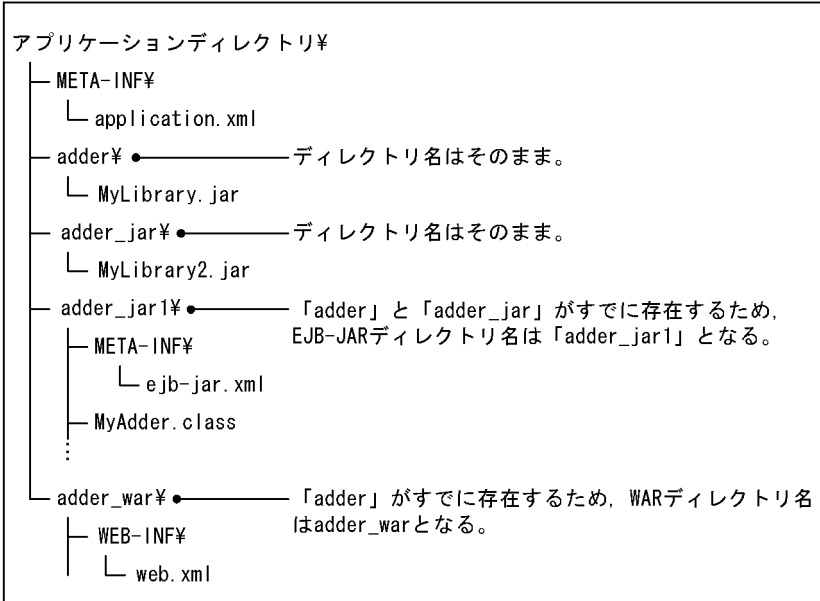 アプリケーションディレクトリ¥
META-INF¥
application.xml
adder¥ ディレクトリ名はそのまま。
MyLibrary.jar
adder_jar¥ ディレクトリ名はそのまま。
MyLibrary2.jar
adder_jar1¥ 「adder」と「adder_jar」がすでに存在するため，
EJB-JARディレクトリ名は「adder_jar1」となる。
META-INF¥
ejb-jar.xml
MyAdder.class
adder_war¥ 「adder」がすでに存在するため，WARディレクトリ名
はadder_warとなる。
WEB-INF¥
web.xml